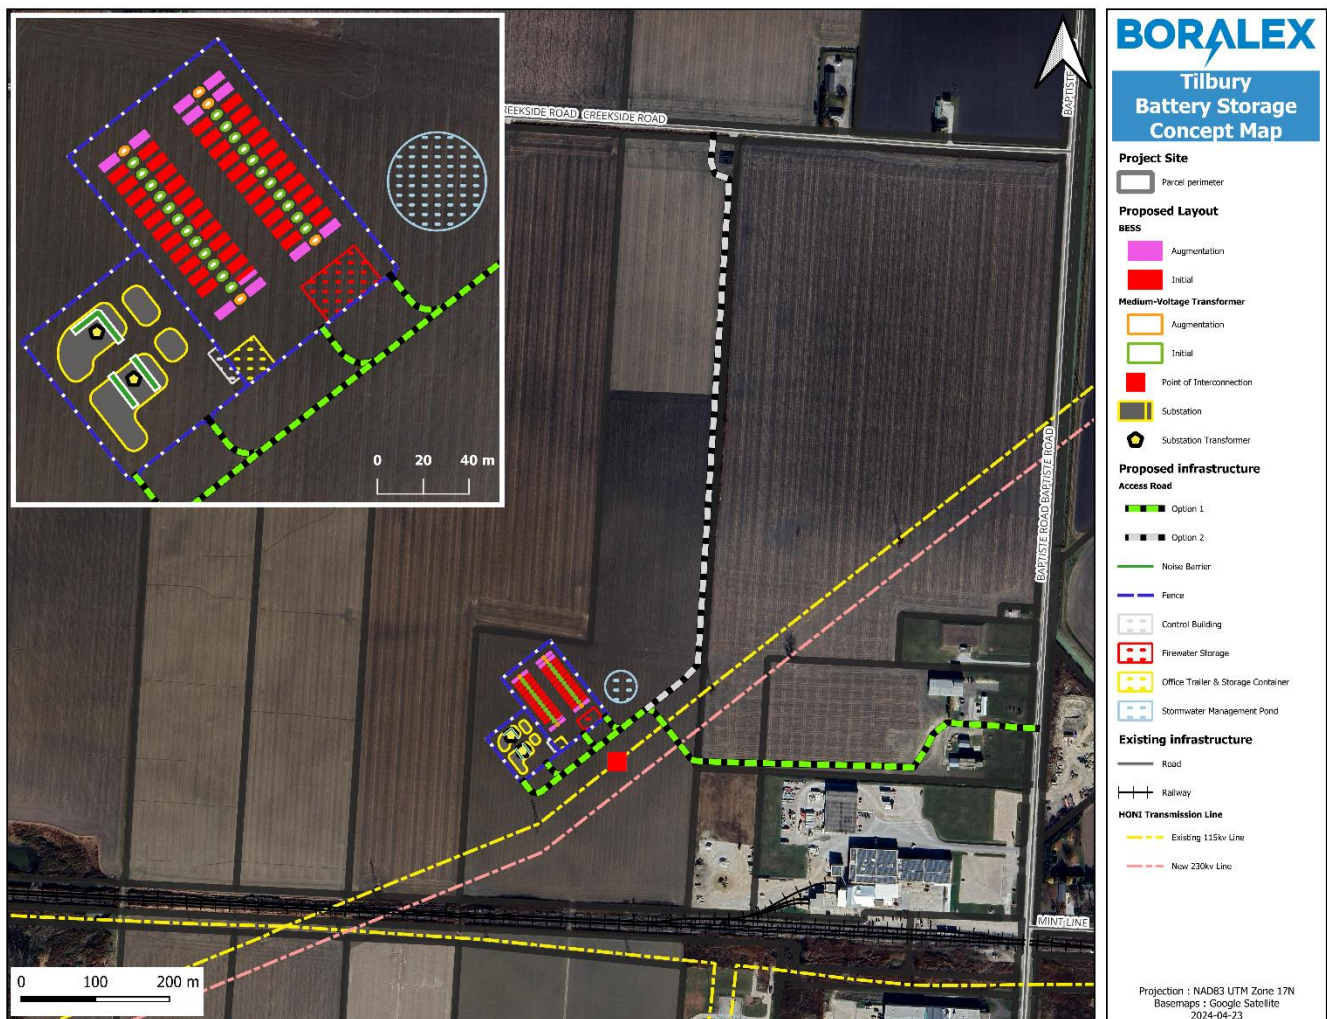 CREEKSIDE ROAD
BAPTISTE
BAPTISTE ROAD BAPTISTE ROAD
MINT LINE
0 20 40 m
0 100 200 m
BORALEX
Tilbury
Battery Storage
Concept Map
Project Site
Parcel perimeter
Proposed Layout
BESS
Augmentation
Initial
Medium-Voltage Transformer
Augmentation
Initial
Point of Interconnection
Substation
Substation Transformer
Proposed infrastructure
Access Road
Option 1
Option 2
Noise Barrier
Fence
Control Building
Firewater Storage
Office Trailer & Storage Container
Stormwater Management Pond
Existing infrastructure
Road
Railway
HONI Transmission Line
Existing 115kv Line
New 230kv Line
Projection : NAD83 UTM Zone 17N
Basemaps : Google Satellite
2024-04-23